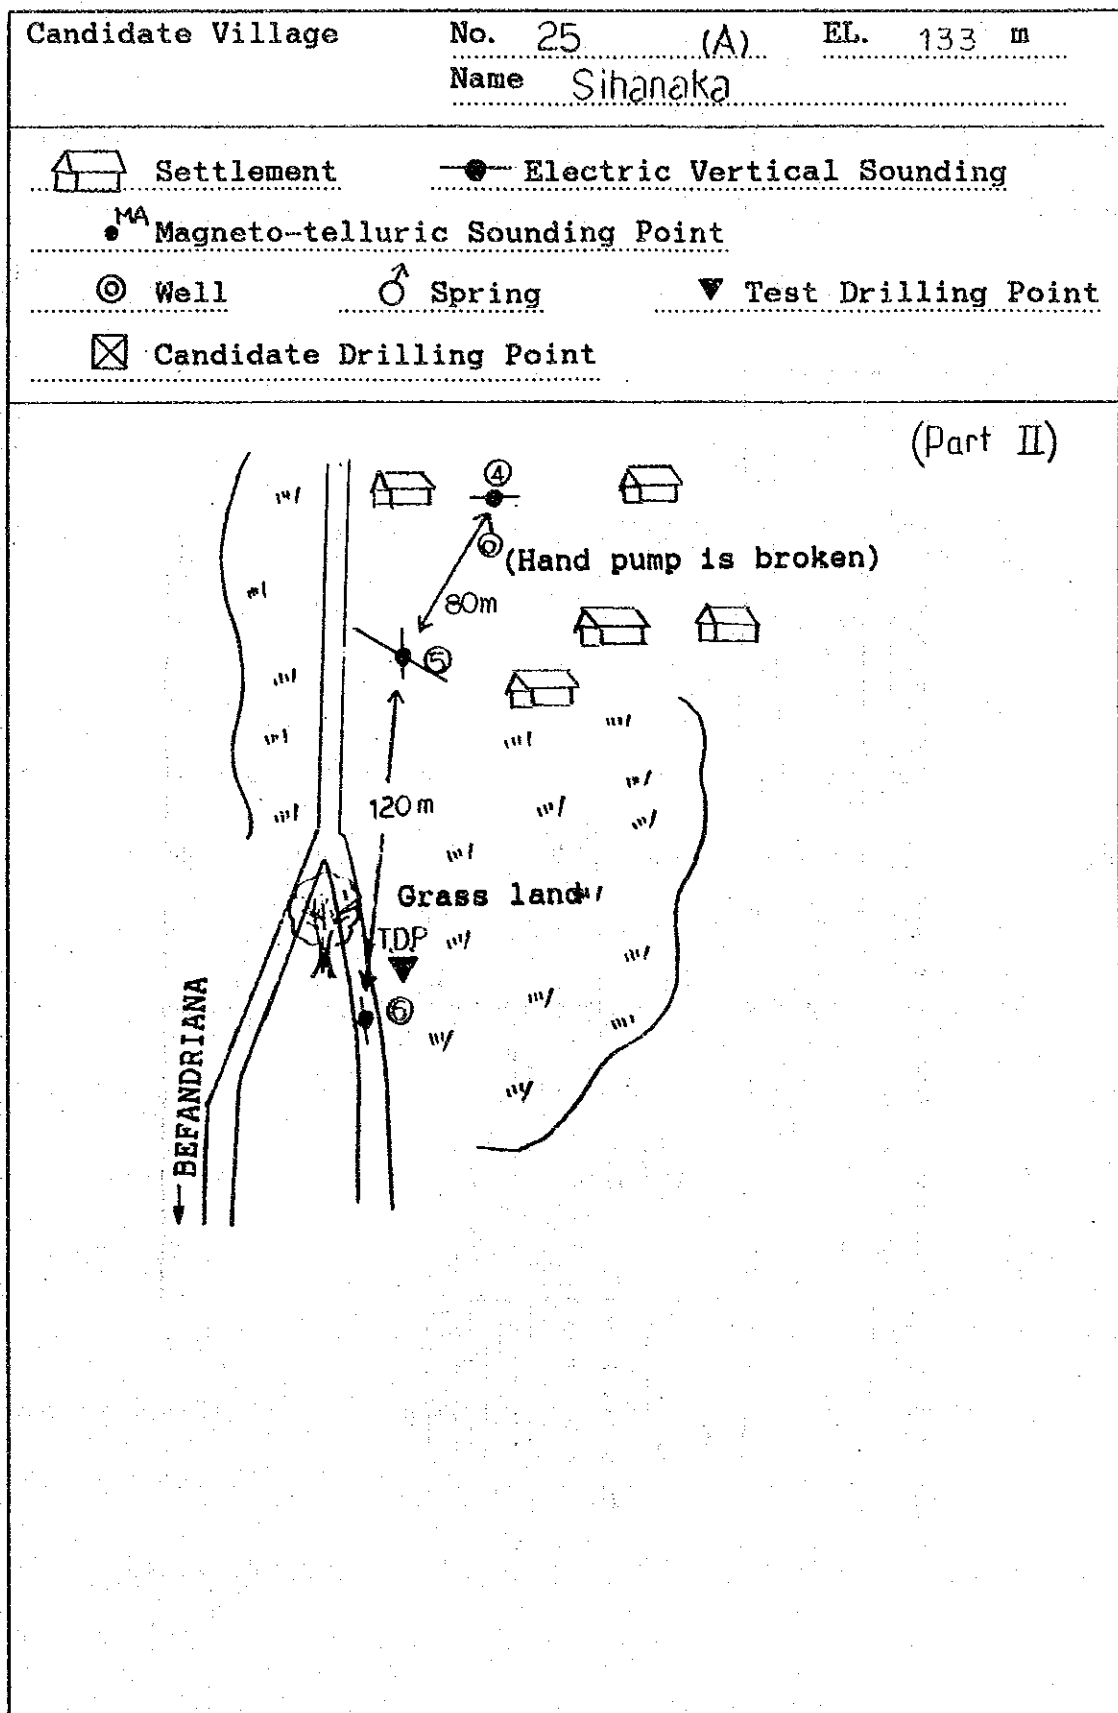 Candidate Village No. 25 (A) EL. 133 m
Name Sihanaka
Settlement Electric Vertical Sounding
MA Magneto-telluric Sounding Point
Well Spring Test Drilling Point
Candidate Drilling Point
(Part II)
④
(Hand pump is broken)
80m
⑤
120m
Grass land
T.D.P
⑥
BEFANDRIANA